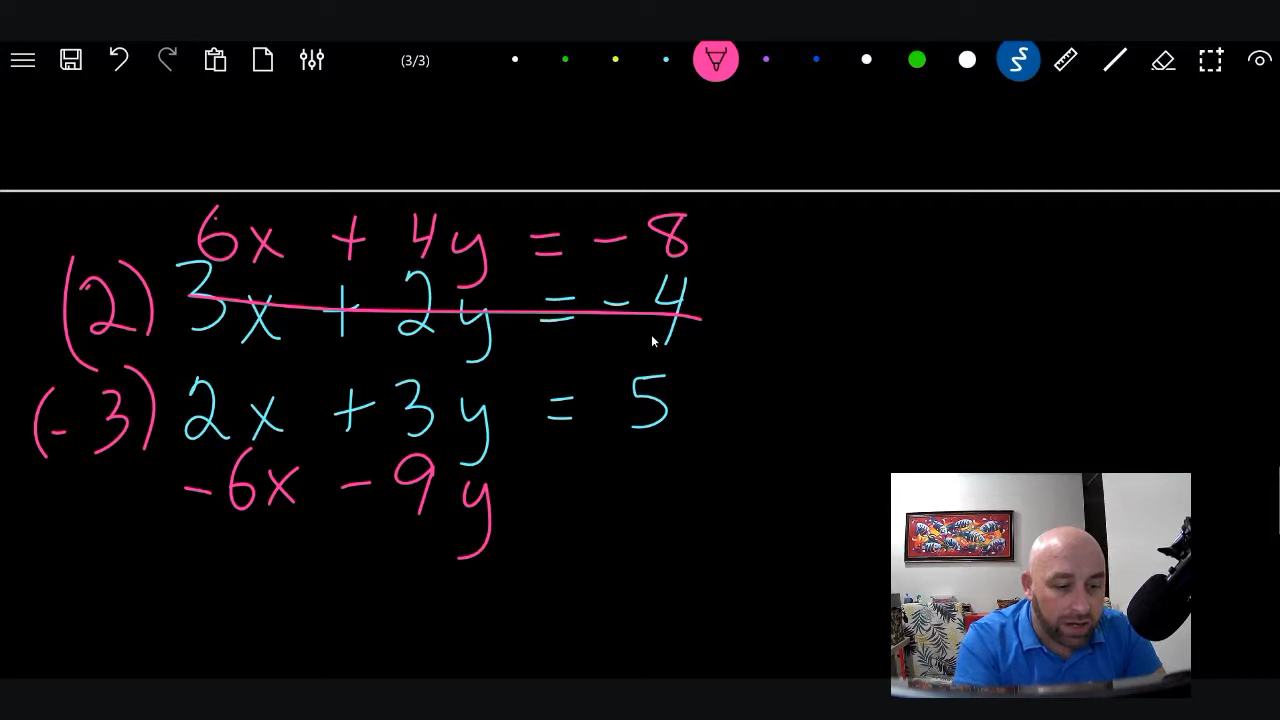 (3/3)
6x + 4y = - 8
(2) 3x + 2y = - 4
(- 3) 2x + 3y = 5
- 6x - 9y